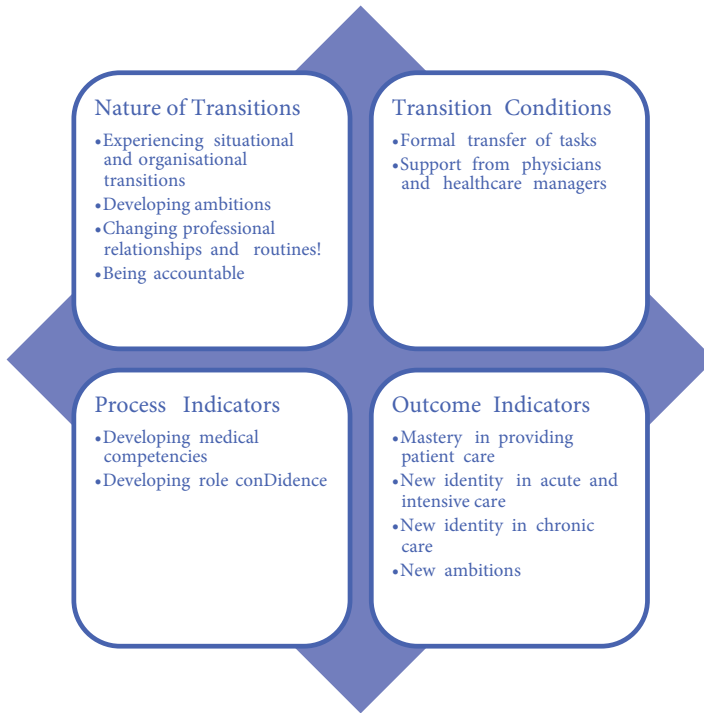 Nature of Transitions
•Experiencing situational
and organisational
transitions
•Developing ambitions
•Changing professional
relationships and routines!
•Being accountable
Transition Conditions
•Formal transfer of tasks
•Support from physicians
and healthcare managers
Process Indicators
•Developing medical
competencies
•Developing role conDidence
Outcome Indicators
•Mastery in providing
patient care
•New identity in acute and
intensive care
•New identity in chronic
care
•New ambitions